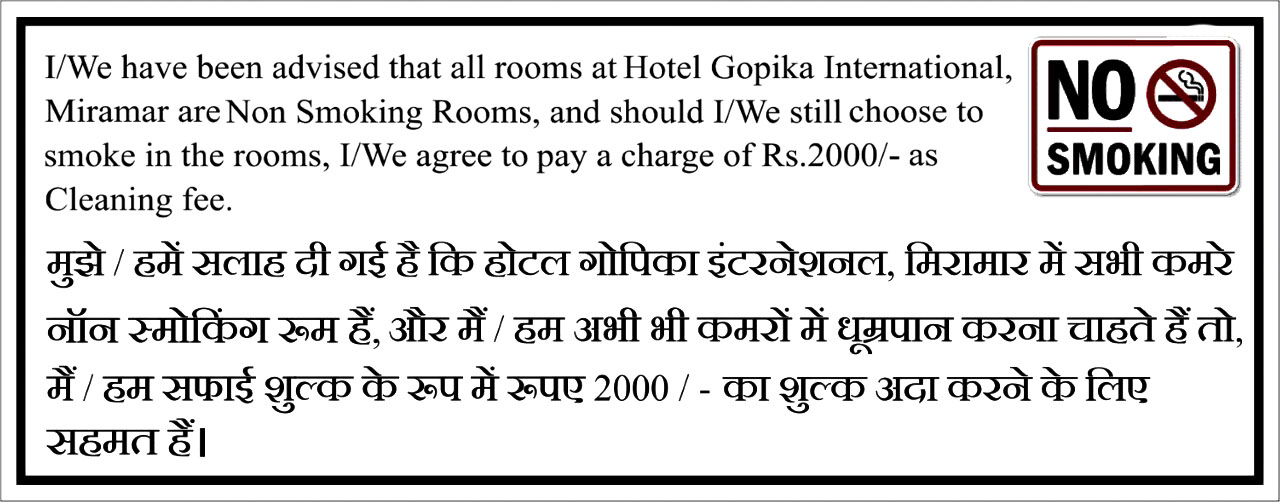 I/We have been advised that all rooms at Hotel Gopika International,
Miramar are Non Smoking Rooms, and should I/We still choose to
smoke in the rooms, I/We agree to pay a charge of Rs.2000/- as
Cleaning fee.
NO
SMOKING
मुझे / हमें सलाह दी गई है कि होटल गोपिका इंटरनेशनल, मिरामार में सभी कमरे
नॉन स्मोकिंग रूम हैं, और मैं / हम अभी भी कमरों में धूम्रपान करना चाहते हैं तो,
मैं / हम सफाई शुल्क के रूप में रूपए 2000 / - का शुल्क अदा करने के लिए
सहमत हैं।